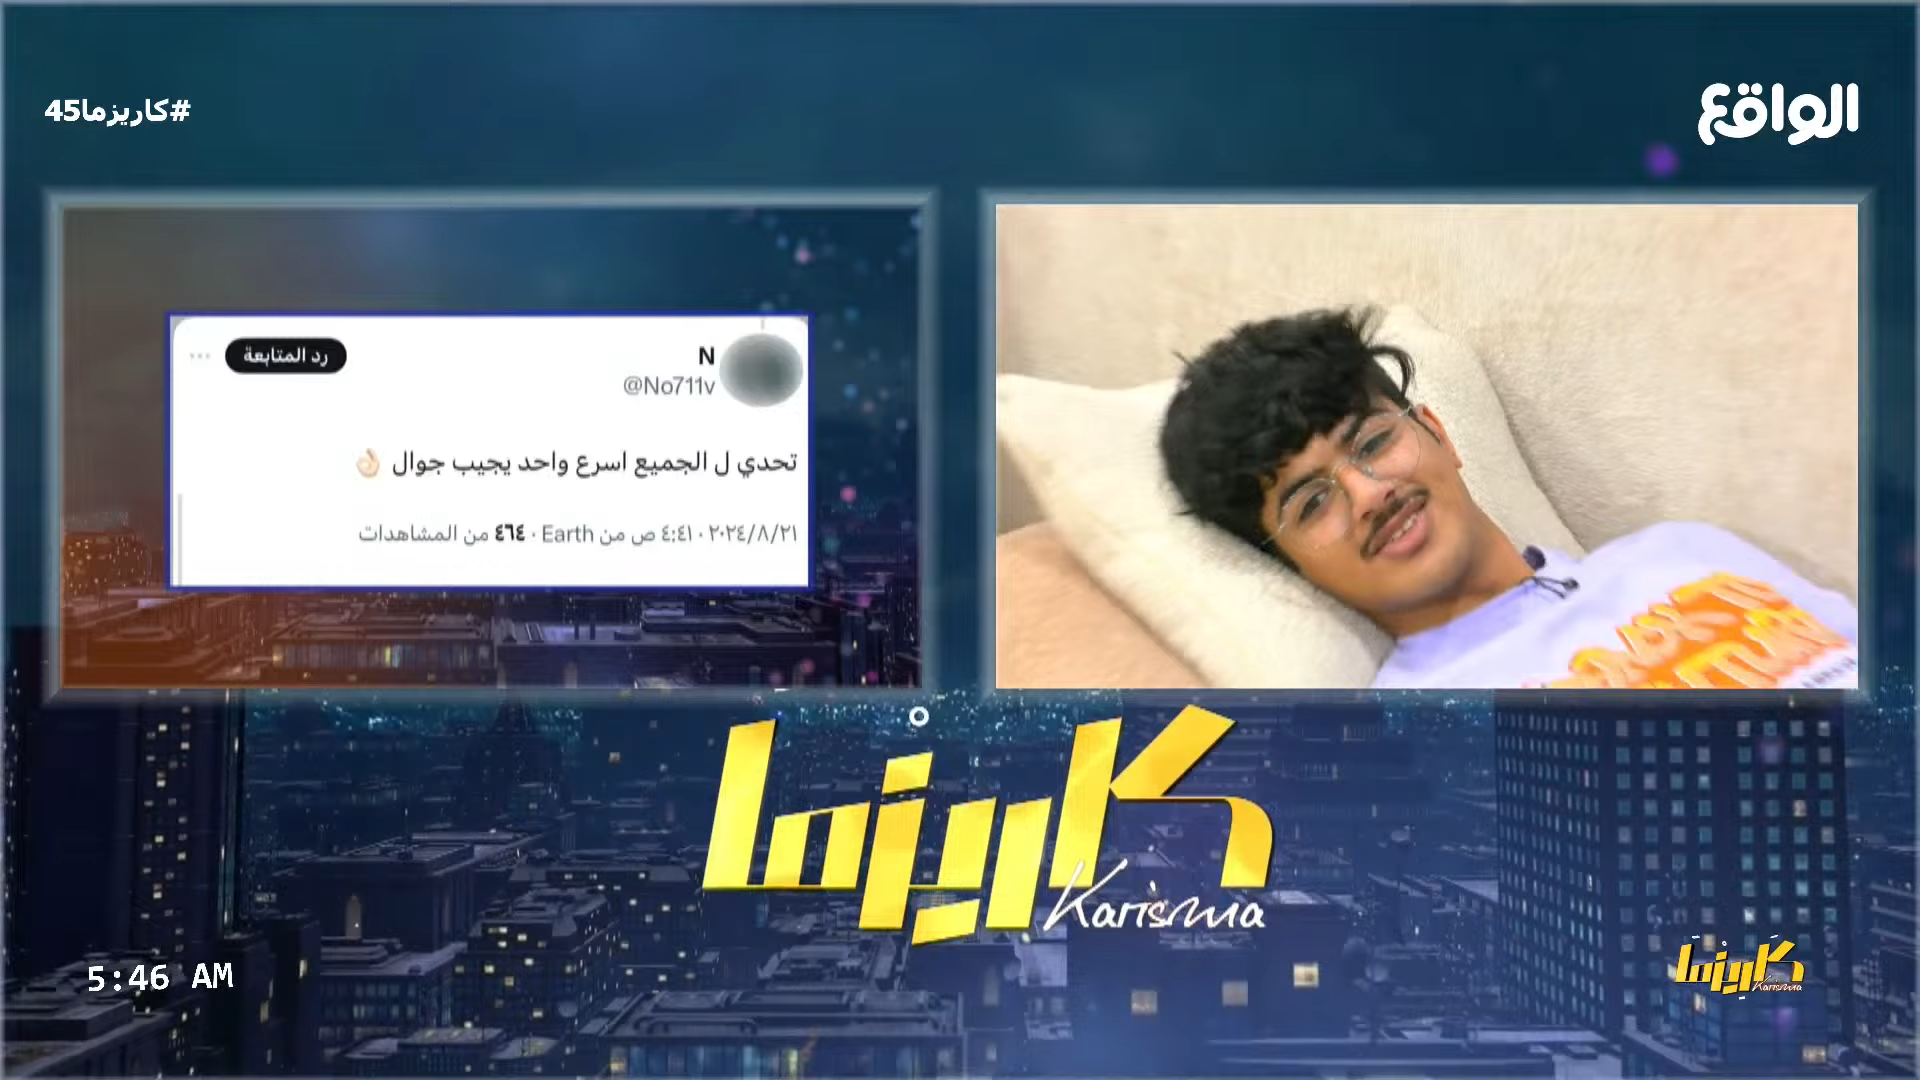 #كاريزما45
الواقع
رد المتابعة
N
@No711v
تحدي ل الجميع اسرع واحد يجيب جوال 👌🏻
٢٠٢٤/٨/٢١ · ٤:٤١ ص من Earth · ٤٦٤ من المشاهدات
كاريزما
Karisma
5:46 AM
كاريزما
Karisma